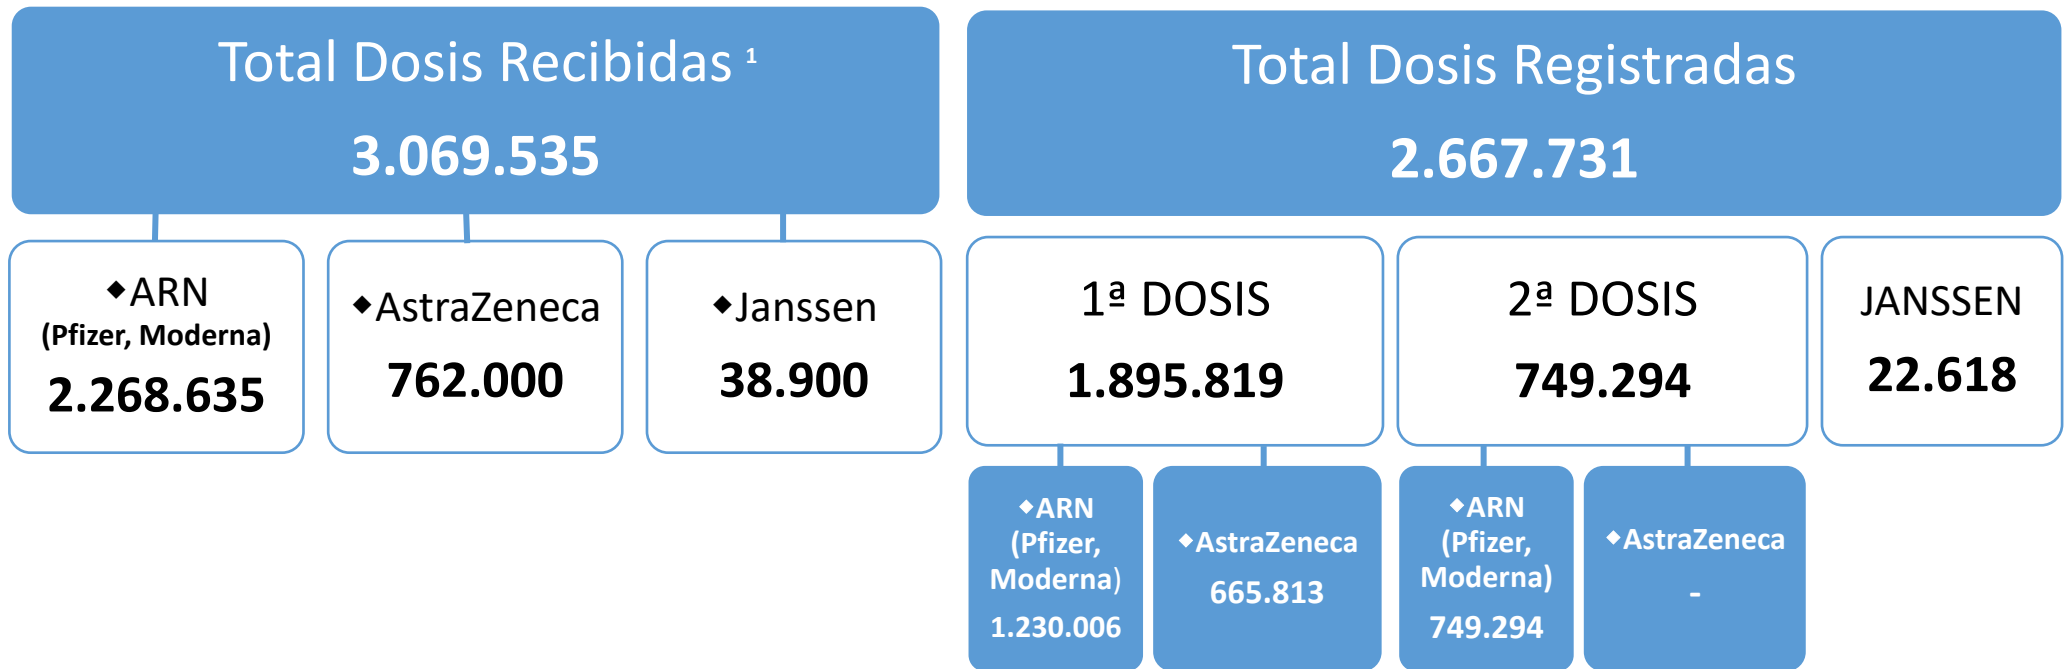 Total Dosis Recibidas ¹
3.069.535
◆ARN
(Pfizer, Moderna)
2.268.635
◆AstraZeneca
762.000
◆Janssen
38.900
Total Dosis Registradas
2.667.731
1ª DOSIS
1.895.819
2ª DOSIS
749.294
JANSSEN
22.618
◆ARN
(Pfizer,
Moderna)
1.230.006
◆AstraZeneca
665.813
◆ARN
(Pfizer,
Moderna)
749.294
◆AstraZeneca
-